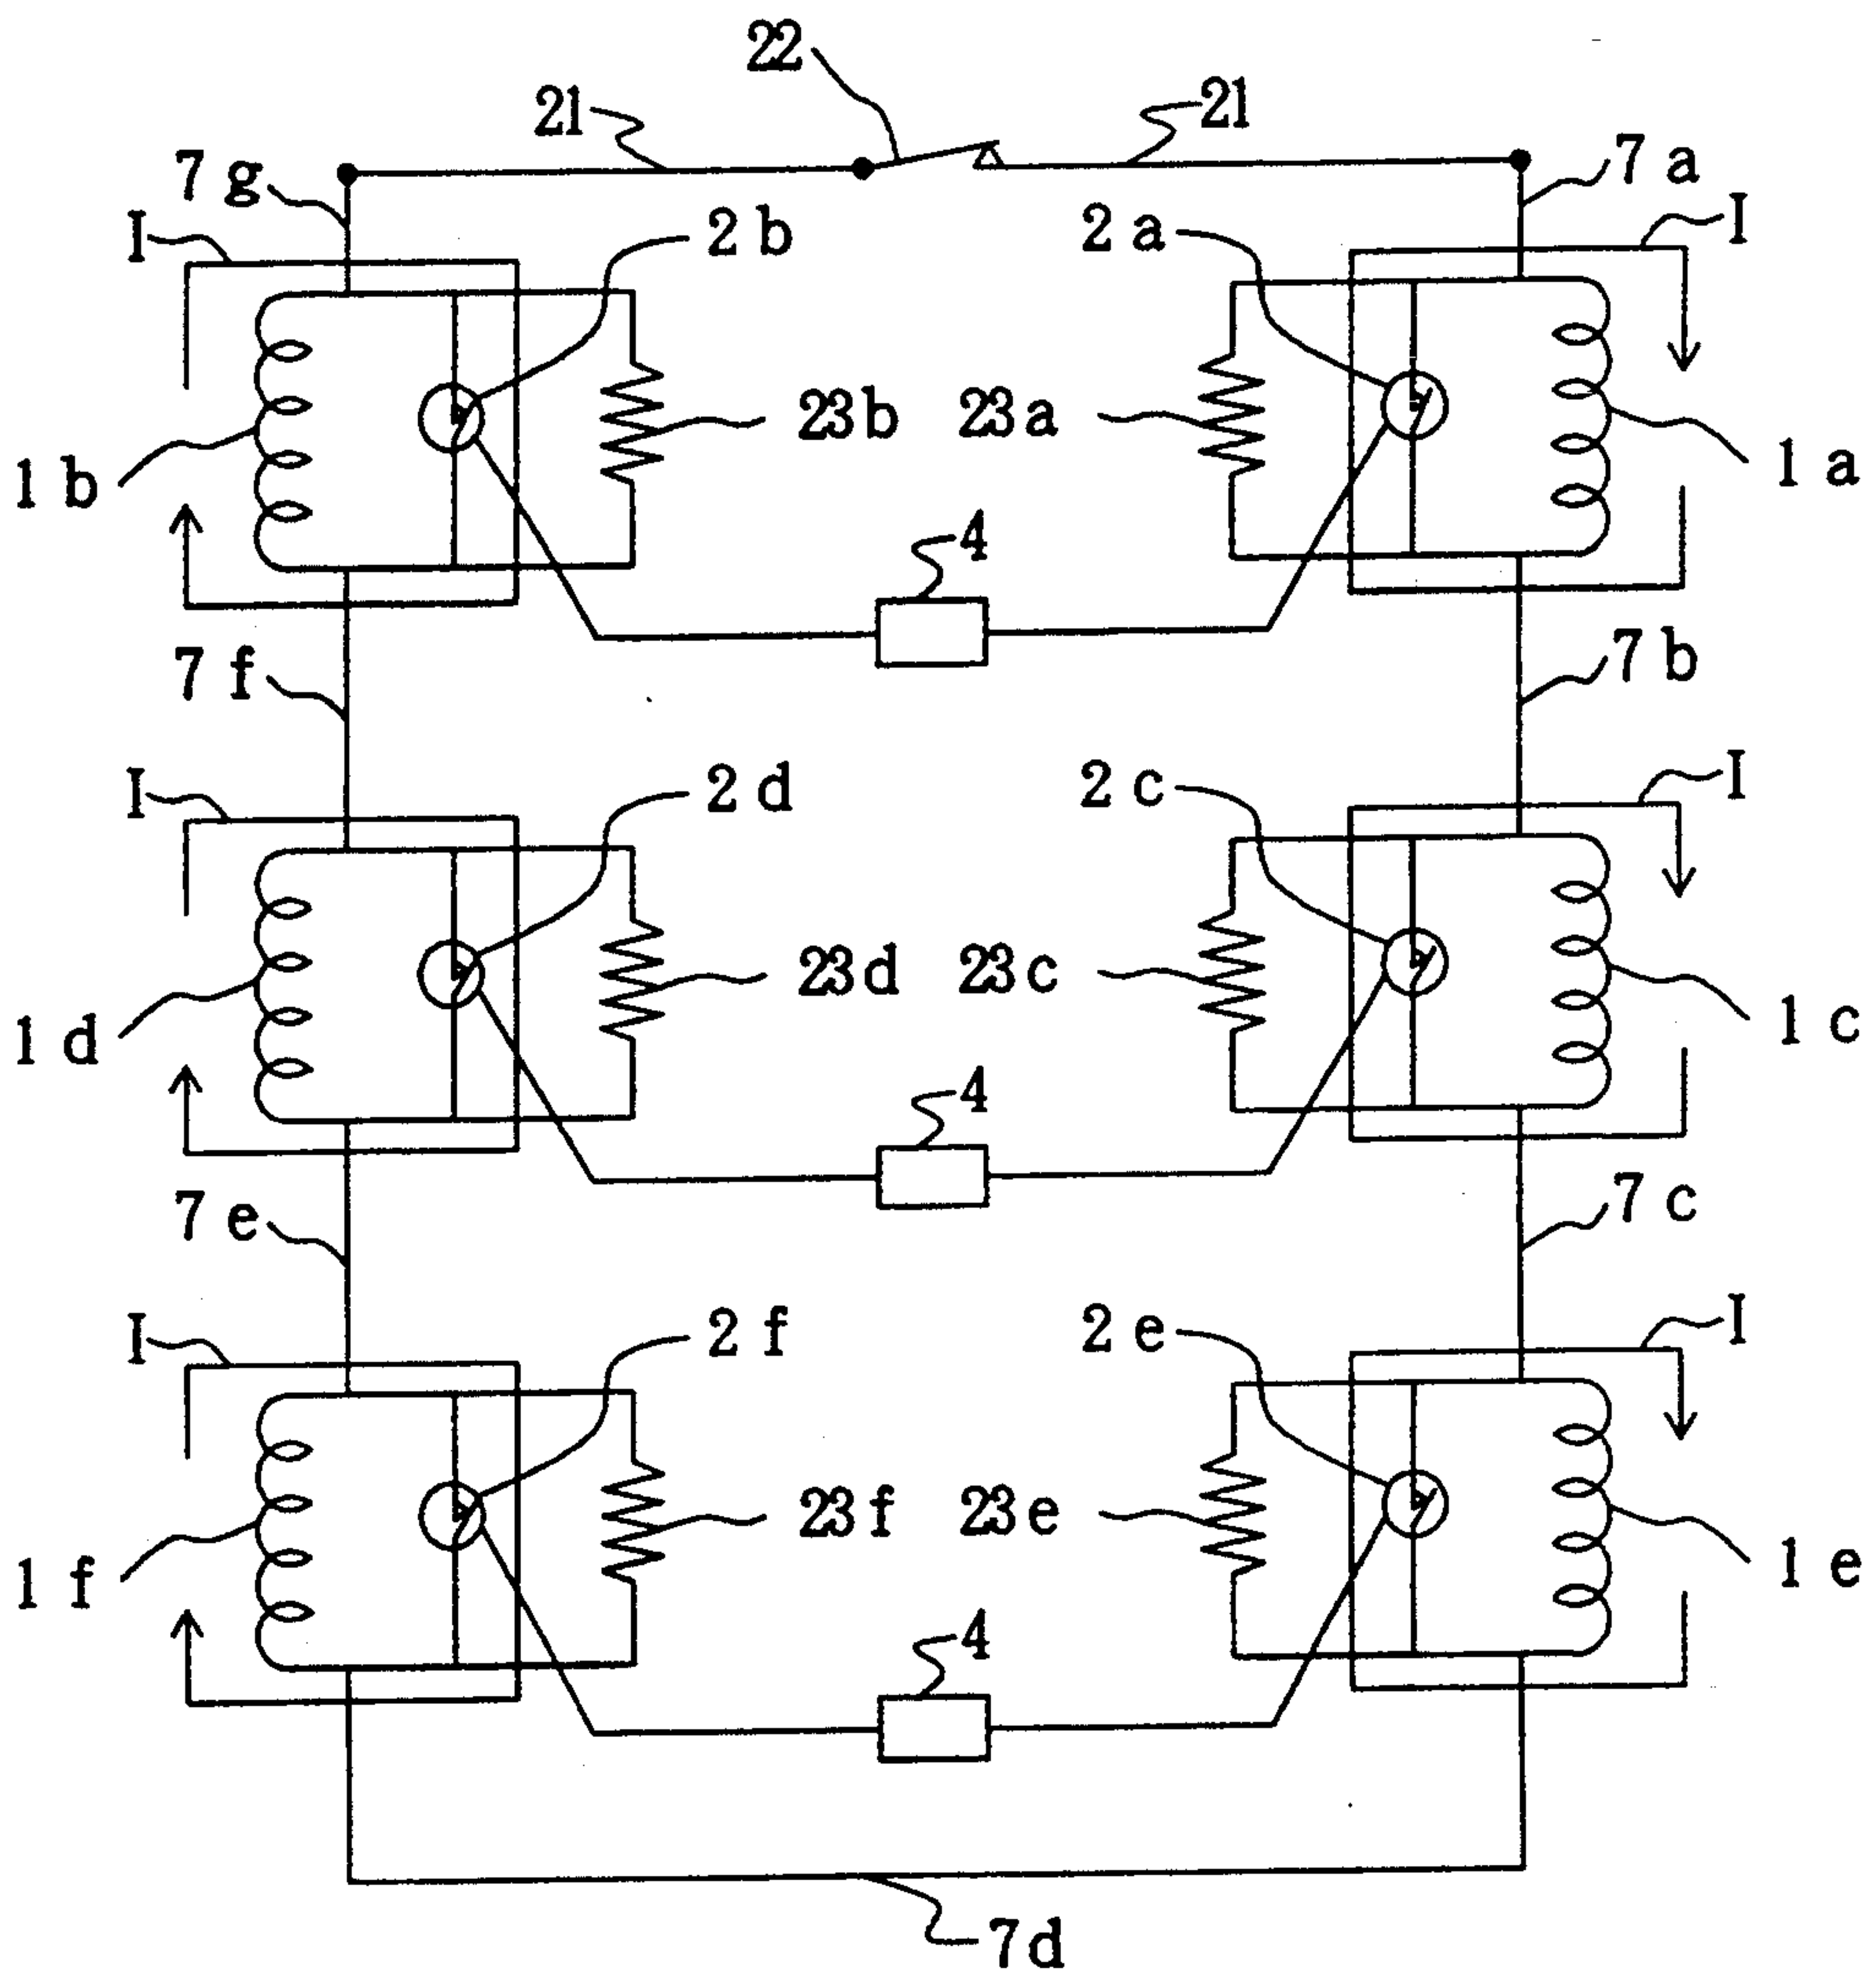 22
21 21
7g 7a
I 2b 2a I
23b 23a
1b 1a
4
7f 7b
I 2d 2c I
23d 23c
1d 1c
4
7e 7c
I 2f 2e I
23f 23e
1f 1e
4
7d